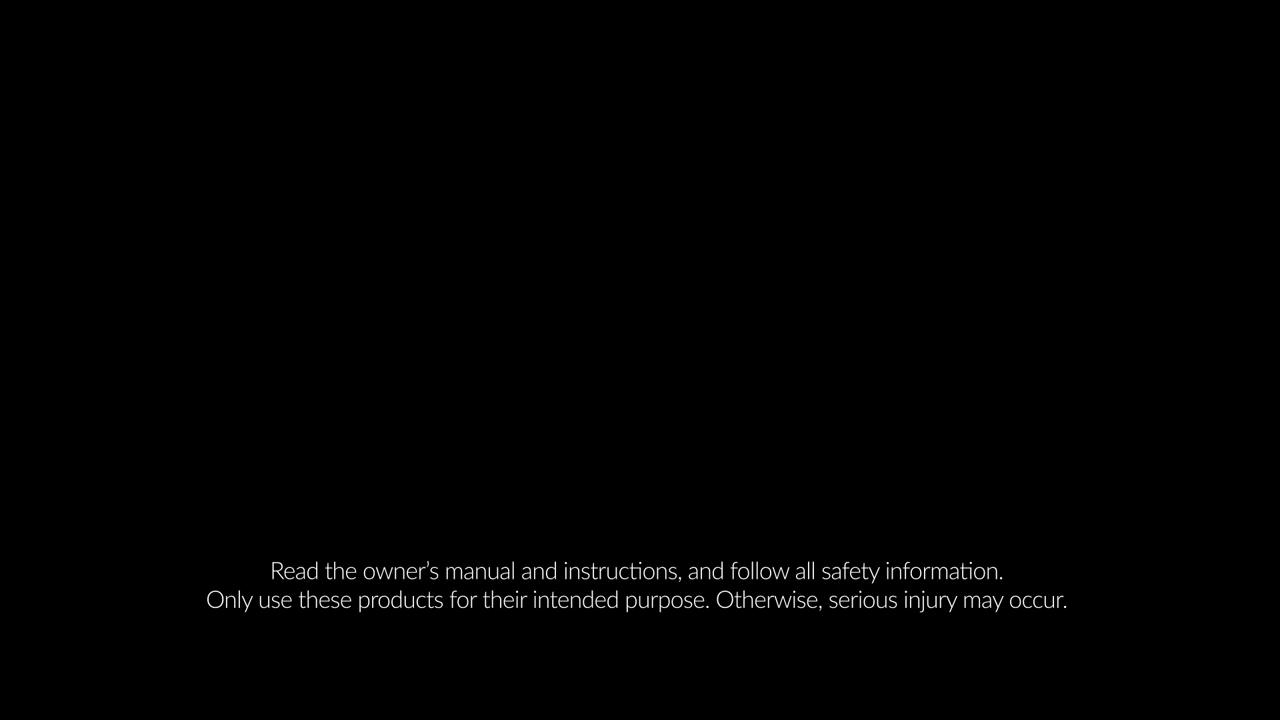 Read the owner’s manual and instructions, and follow all safety information.
Only use these products for their intended purpose. Otherwise, serious injury may occur.